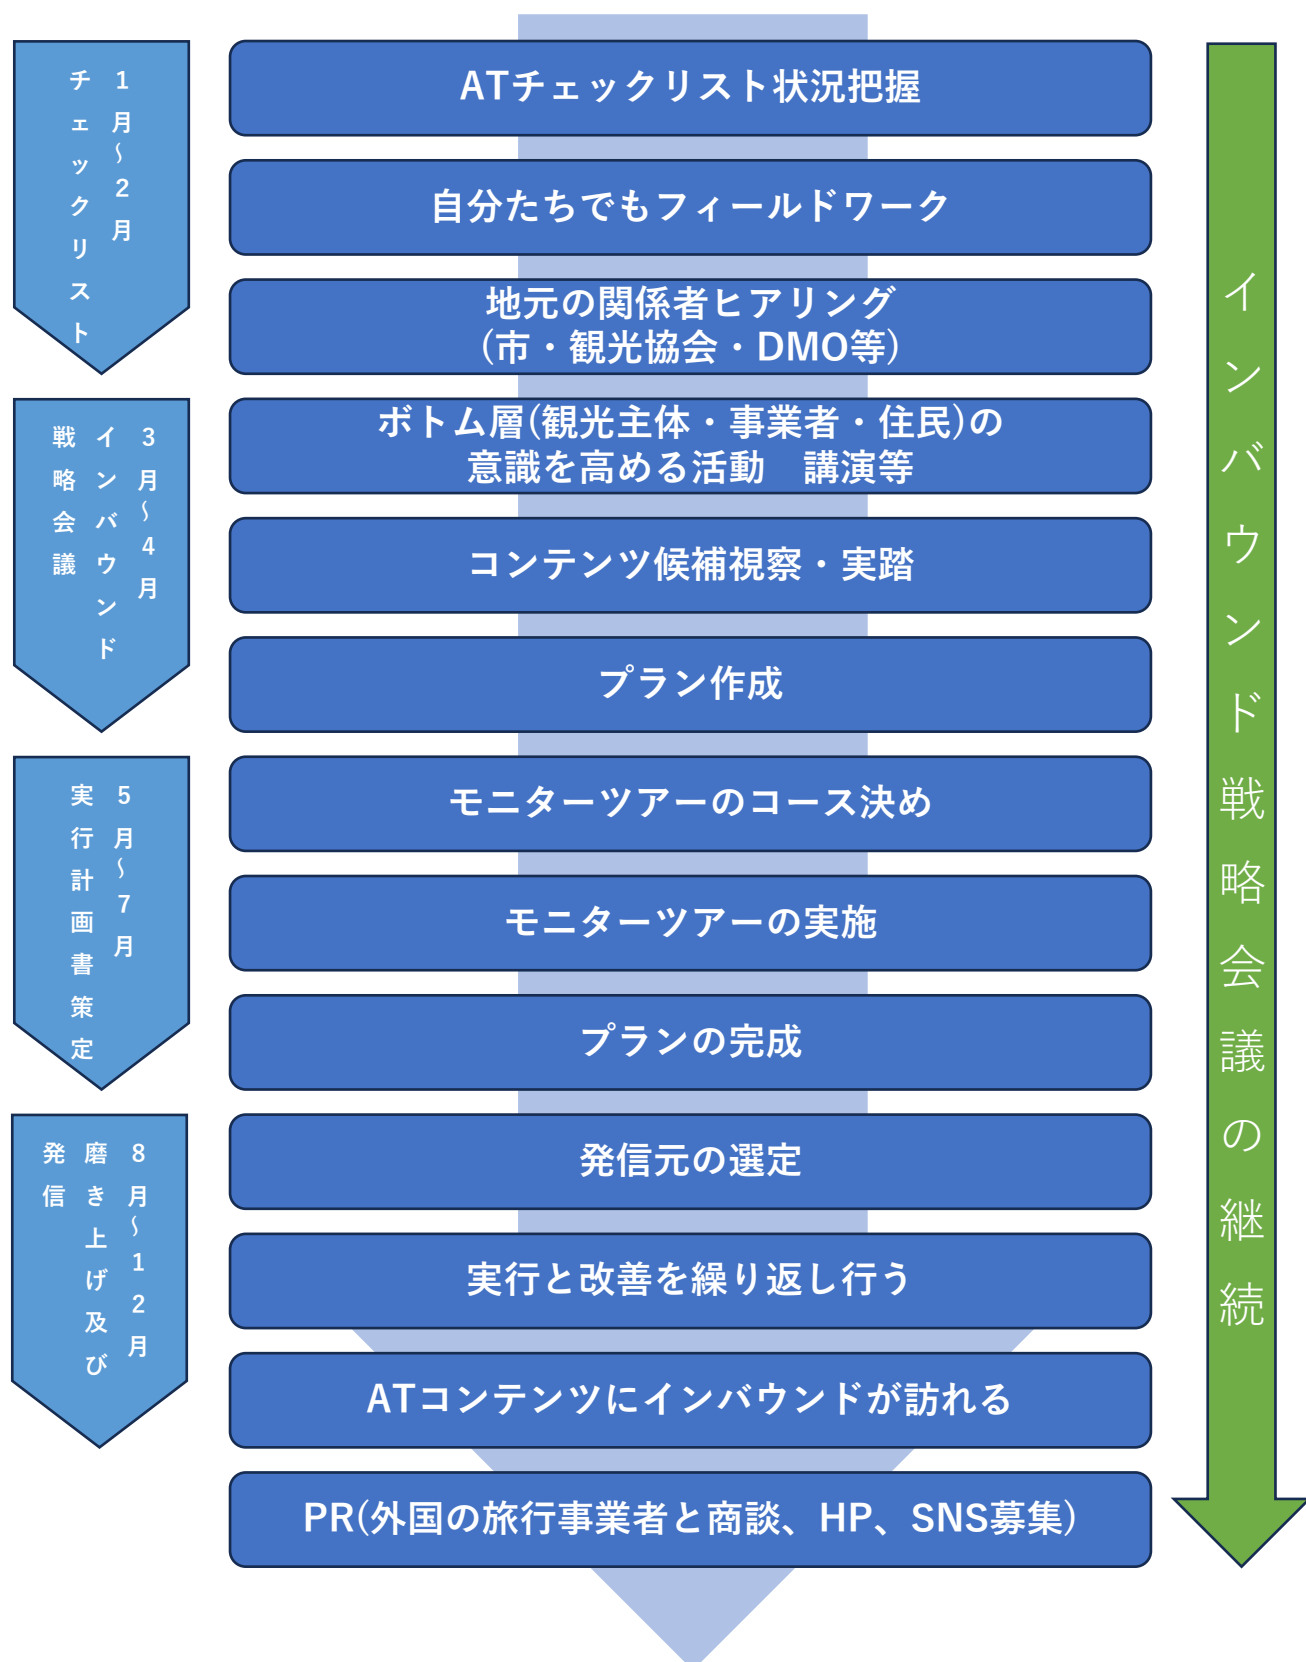 1月〜2月
チェックリスト
ATチェックリスト状況把握
自分たちでもフィールドワーク
地元の関係者ヒアリング
(市・観光協会・DMO等)
3月〜4月
インバウンド
戦略会議
ボトム層(観光主体・事業者・住民)の
意識を高める活動　講演等
コンテンツ候補視察・実踏
プラン作成
5月〜7月
実行計画書策定
モニターツアーのコース決め
モニターツアーの実施
プランの完成
8月〜12月
磨き上げ及び
発信
発信元の選定
実行と改善を繰り返し行う
ATコンテンツにインバウンドが訪れる
PR(外国の旅行事業者と商談、HP、SNS募集)
インバウンド戦略会議の継続